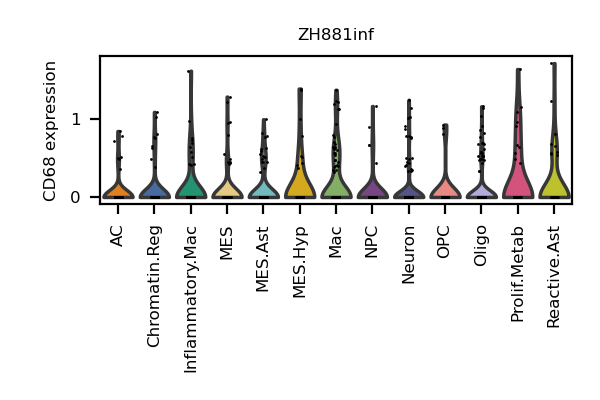 ZH881inf
CD68 expression
1
0
AC
Chromatin.Reg
Inflammatory.Mac
MES
MES.Ast
MES.Hyp
Mac
NPC
Neuron
OPC
Oligo
Prolif.Metab
Reactive.Ast